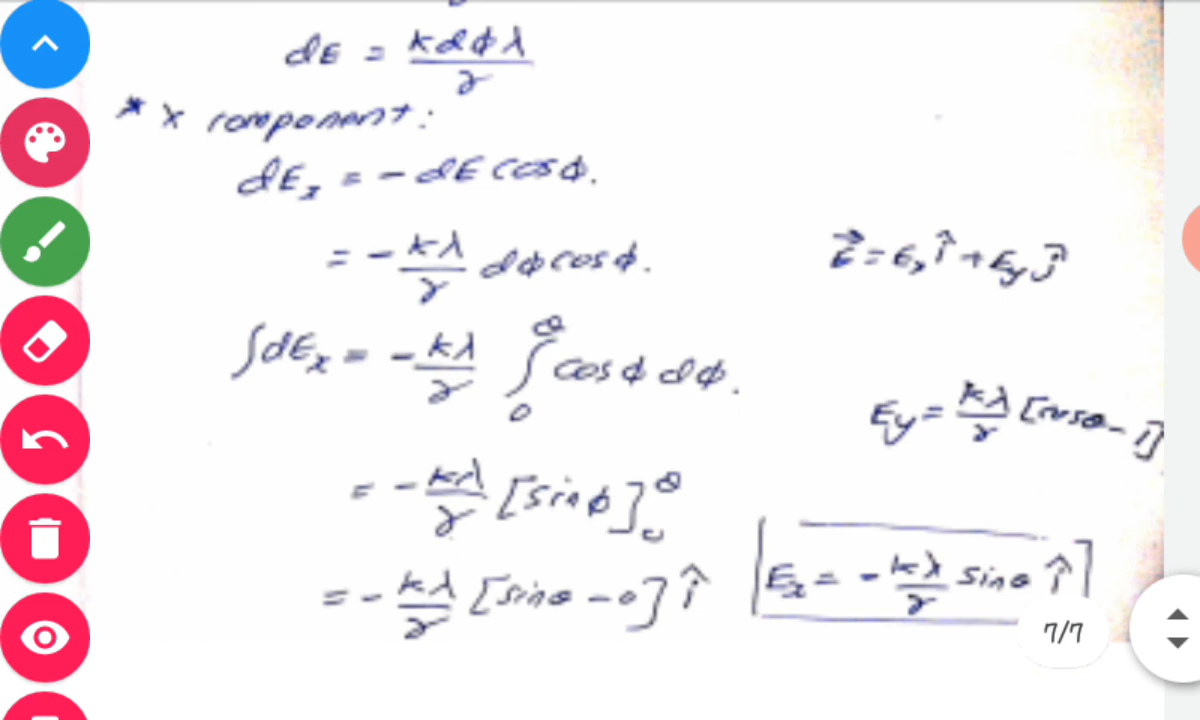 dE = kdϕλ/r
* x component:
dEₓ = - dE cosϕ.
= - kλ/r dϕ cosϕ.
E⃗ = Eₓ î + Ey ĵ
∫dEₓ = - kλ/r ∫₀^θ cosϕ dϕ.
Ey = kλ/r [cosθ - 1]
= - kλ/r [sinϕ]₀^θ
= - kλ/r [sinθ - 0] î
Eₓ = - kλ/r sinθ î
7/7